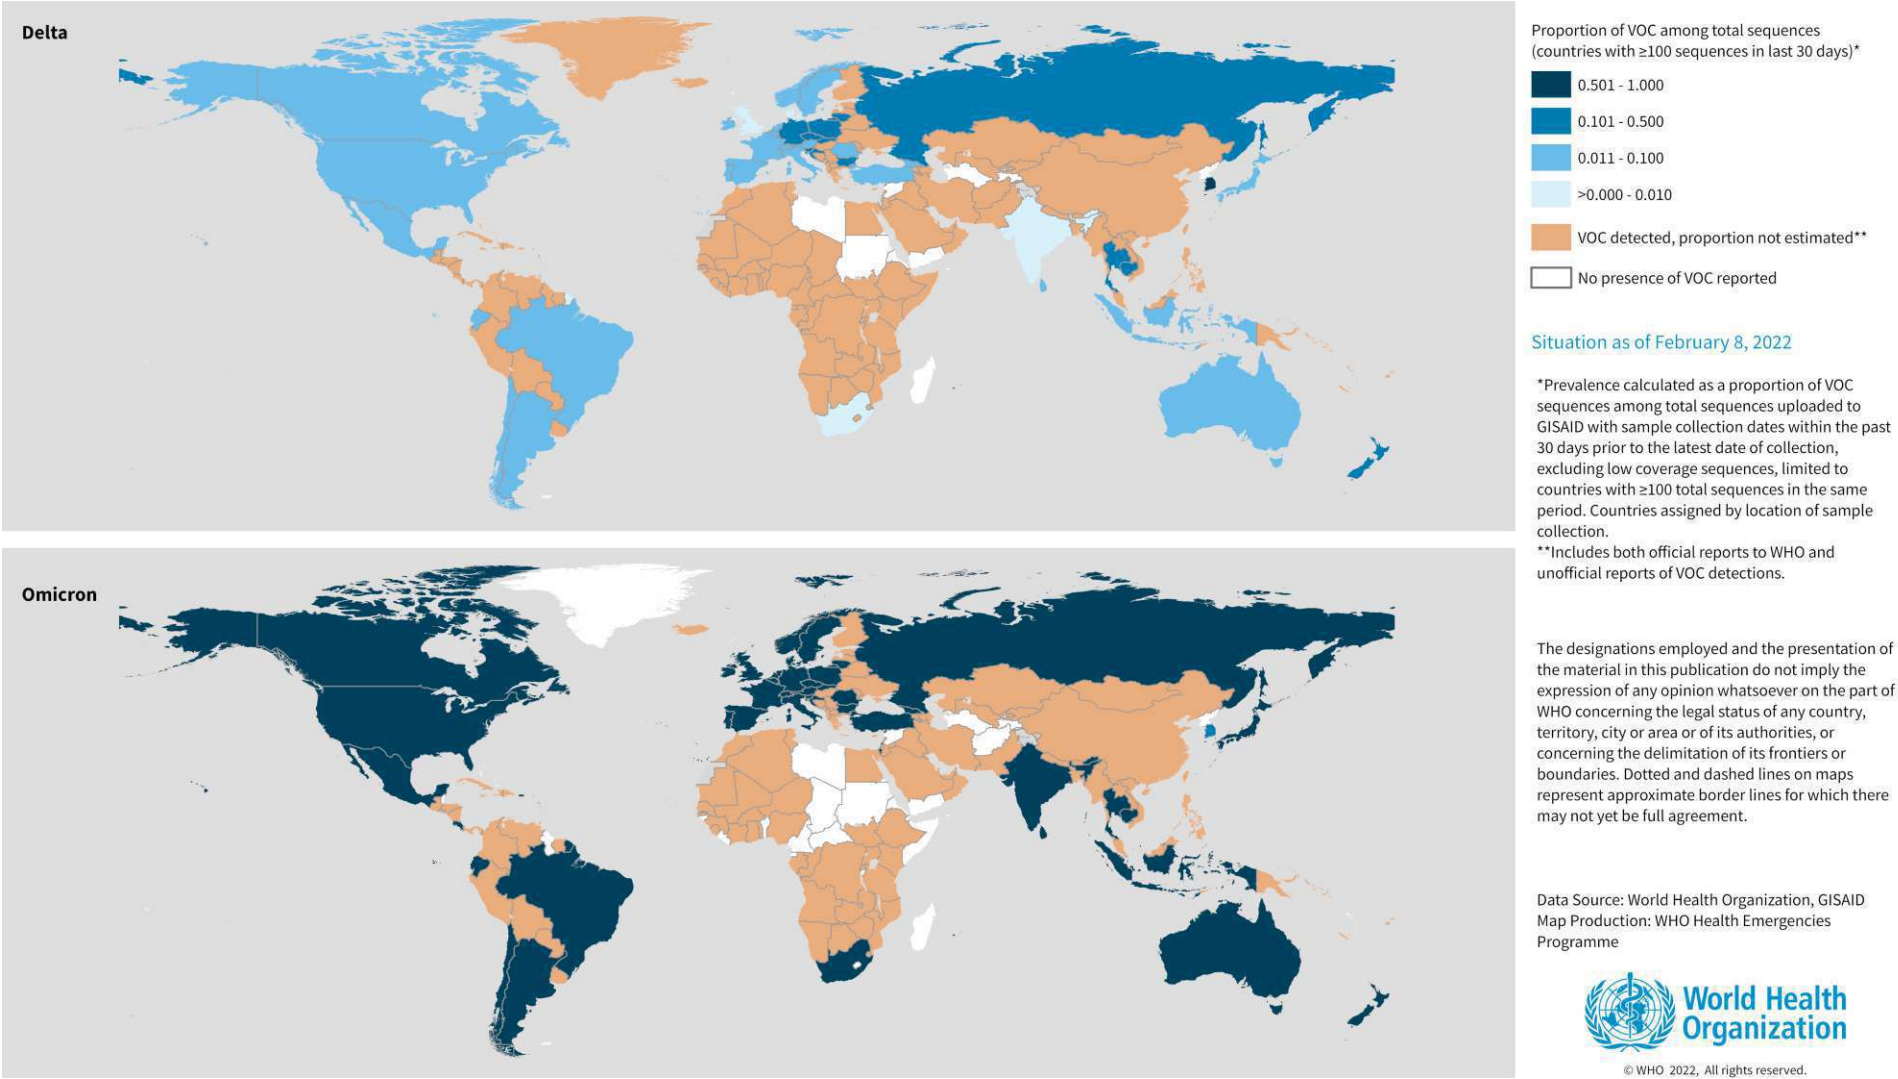 Delta
Proportion of VOC among total sequences
(countries with ≥100 sequences in last 30 days)*
0.501 - 1.000
0.101 - 0.500
0.011 - 0.100
>0.000 - 0.010
VOC detected, proportion not estimated**
No presence of VOC reported
Situation as of February 8, 2022
*Prevalence calculated as a proportion of VOC
sequences among total sequences uploaded to
GISAID with sample collection dates within the past
30 days prior to the latest date of collection,
excluding low coverage sequences, limited to
countries with ≥100 total sequences in the same
period. Countries assigned by location of sample
collection.
**Includes both official reports to WHO and
unofficial reports of VOC detections.
Omicron
The designations employed and the presentation of
the material in this publication do not imply the
expression of any opinion whatsoever on the part of
WHO concerning the legal status of any country,
territory, city or area or of its authorities, or
concerning the delimitation of its frontiers or
boundaries. Dotted and dashed lines on maps
represent approximate border lines for which there
may not yet be full agreement.
Data Source: World Health Organization, GISAID
Map Production: WHO Health Emergencies
Programme
World Health
Organization
© WHO 2022, All rights reserved.